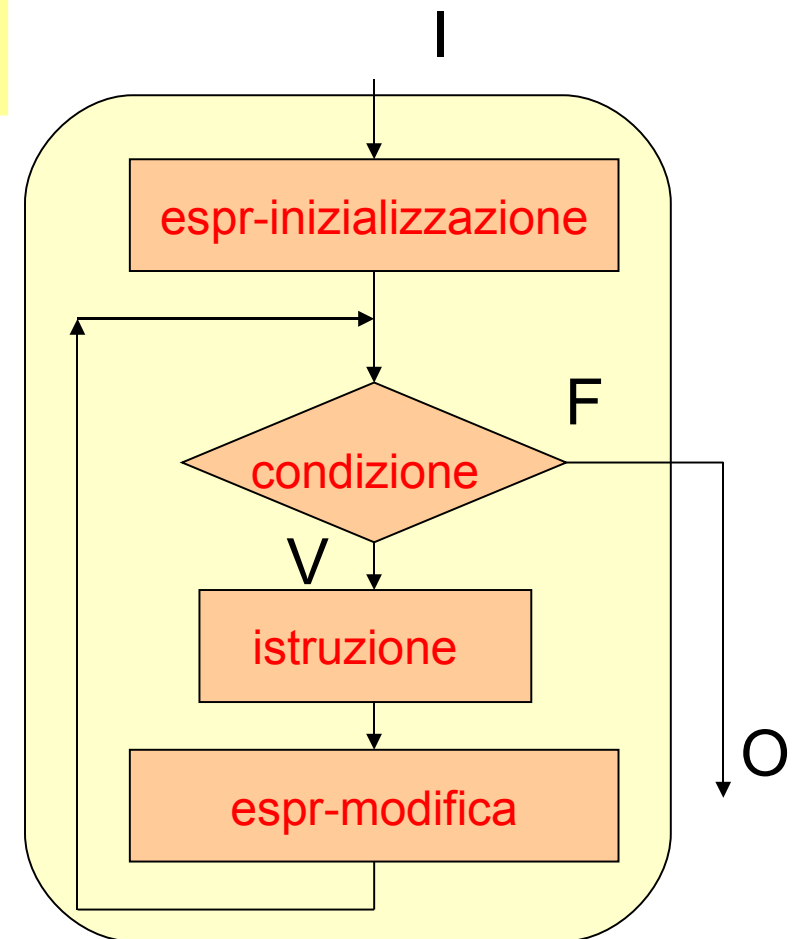 I
espr-inizializzazione
F
condizione
V
istruzione
O
espr-modifica